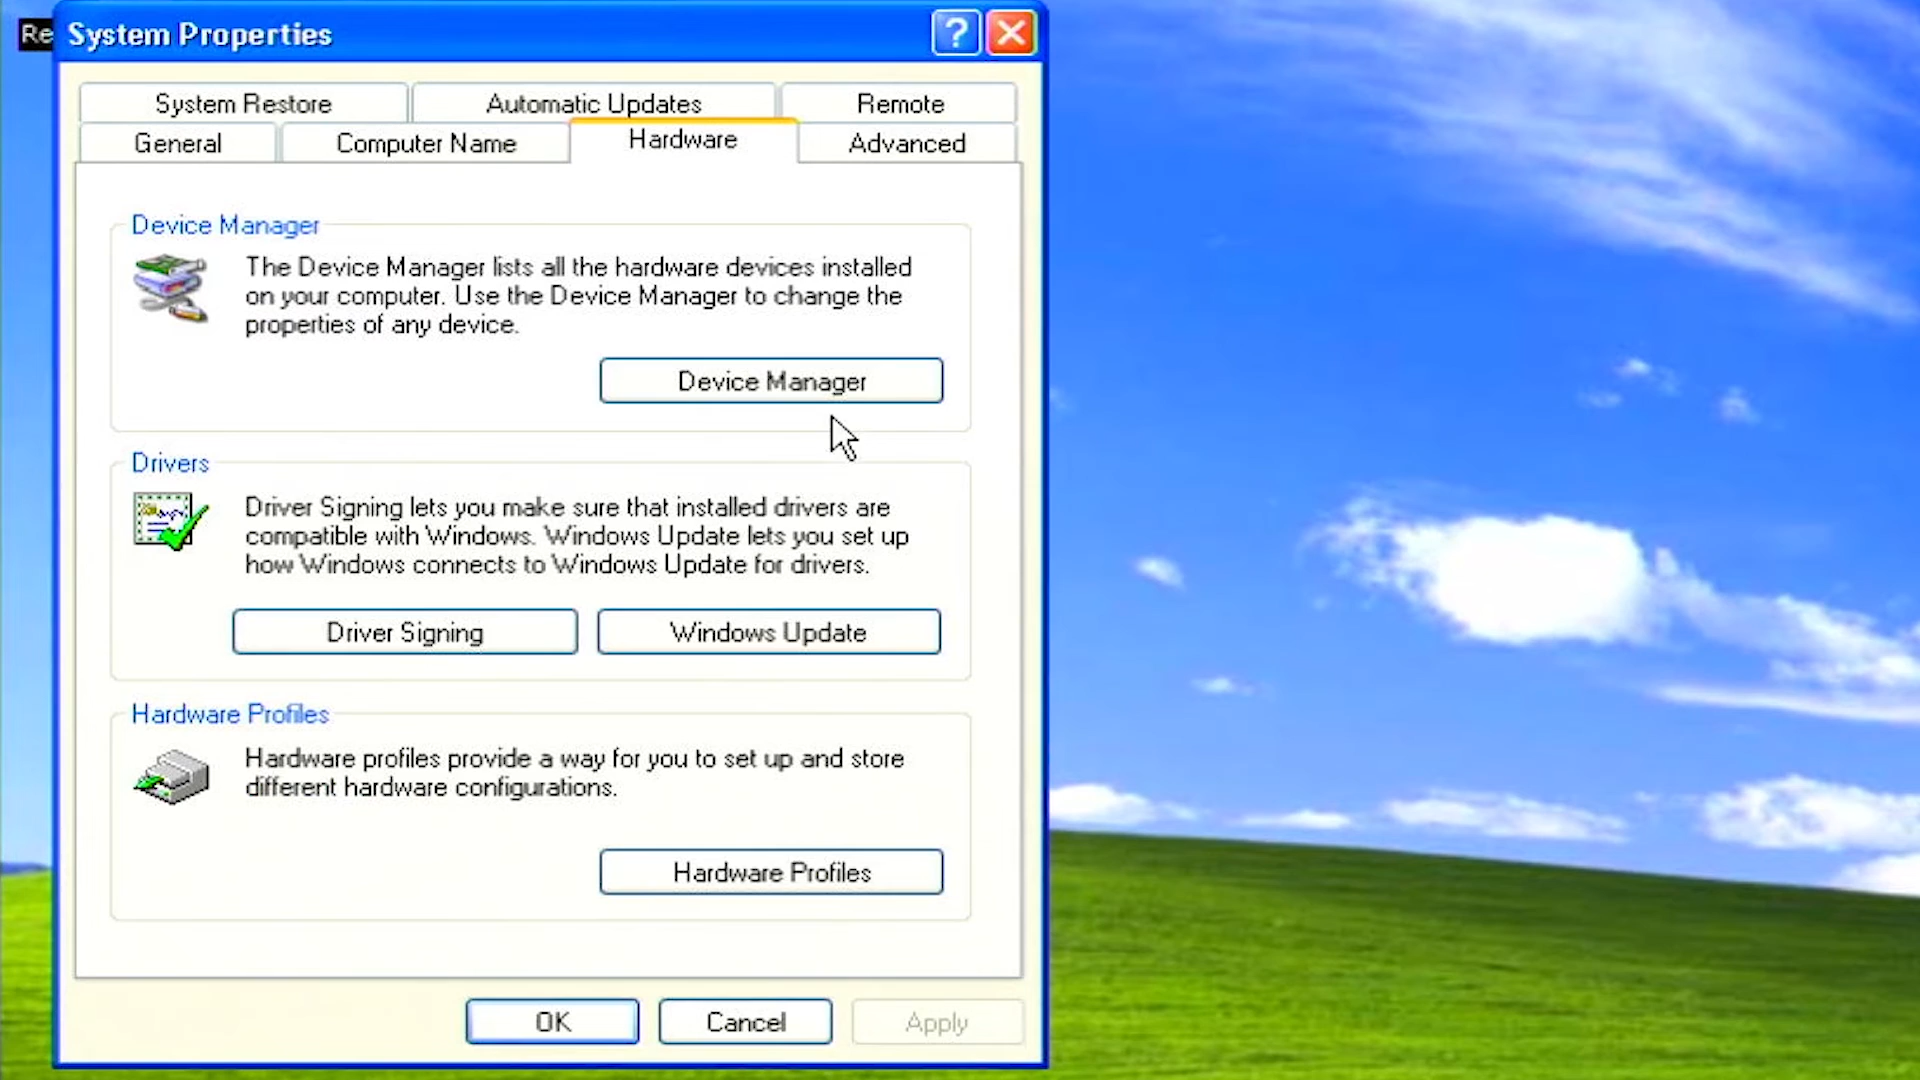 Re
System Properties
System Restore
Automatic Updates
Remote
General
Computer Name
Hardware
Advanced
Device Manager
The Device Manager lists all the hardware devices installed
on your computer. Use the Device Manager to change the
properties of any device.
Device Manager
Drivers
Driver Signing lets you make sure that installed drivers are
compatible with Windows. Windows Update lets you set up
how Windows connects to Windows Update for drivers.
Driver Signing
Windows Update
Hardware Profiles
Hardware profiles provide a way for you to set up and store
different hardware configurations.
Hardware Profiles
OK
Cancel
Apply